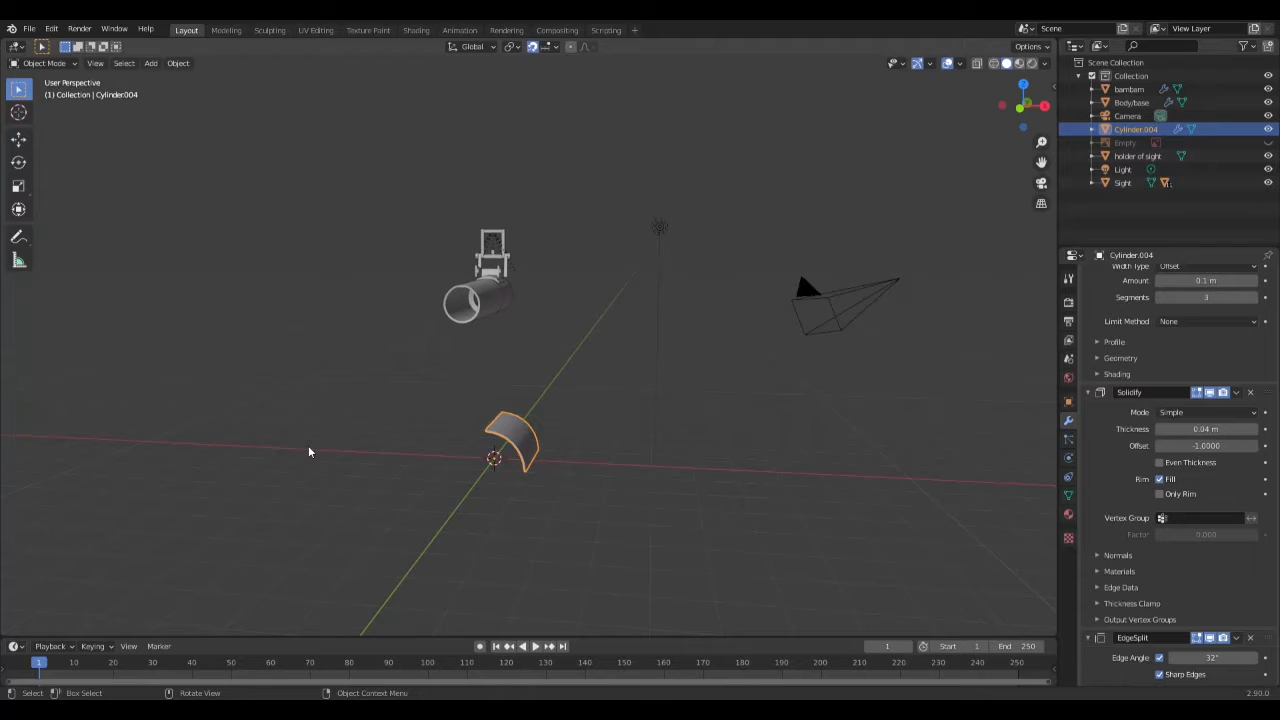 File Edit Render Window Help Layout Modeling Sculpting UV Editing Texture Paint Shading Animation Rendering Compositing Scripting + Scene View Layer
Global Options
Object Mode View Select Add Object
User Perspective
(1) Collection | Cylinder.004
Scene Collection
Collection
bambam
Body/base
Camera
Cylinder.004
Empty
holder of sight
Light
Sight
Cylinder.004
Width Type Offset
Amount 0.1 m
Segments 3
Limit Method None
Profile
Geometry
Shading
Solidify
Mode Simple
Thickness 0.04 m
Offset -1.0000
Even Thickness
Rim Fill
Only Rim
Vertex Group
Factor 0.000
Normals
Materials
Edge Data
Thickness Clamp
Output Vertex Groups
EdgeSplit
Edge Angle 32°
Sharp Edges
Playback Keying View Marker 1 Start 1 End 250
1 10 20 30 40 50 60 70 80 90 100 110 120 130 140 150 160 170 180 190 200 210 220 230 240 250
Select Box Select Rotate View Object Context Menu 2.90.0